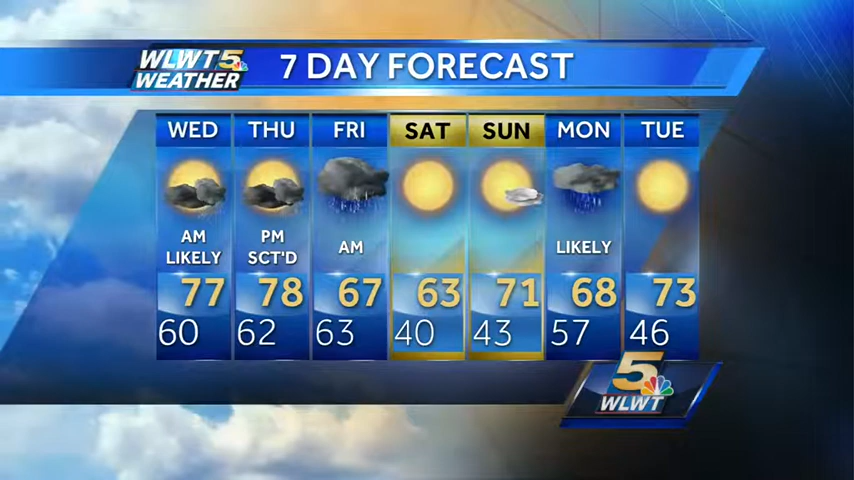 WLWT 5
WEATHER
7 DAY FORECAST
WED THU FRI SAT SUN MON TUE
AM LIKELY
PM SCT'D
AM
LIKELY
77 78 67 63 71 68 73
60 62 63 40 43 57 46
5
WLWT